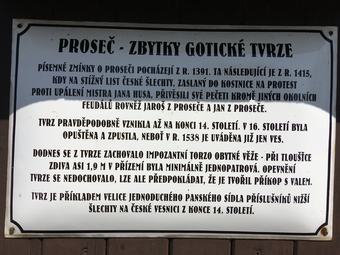 PROSEČ - ZBYTKY GOTICKÉ TVRZE
PÍSEMNÉ ZMÍNKY O PROSEČI POCHÁZEJÍ Z R. 1391. TA NÁSLEDUJÍCÍ JE Z R. 1415,
KDY NA STÍŽNÝ LIST ČESKÉ ŠLECHTY, ZASLANÝ DO KOSTNICE NA PROTEST
PROTI UPÁLENÍ MISTRA JANA HUSA, PŘIVĚSILI SVÉ PEČETI KROMĚ JINÝCH OKOLNÍCH
FEUDÁLŮ ROVNĚŽ JAROŠ Z PROSEČE A JAN Z PROSEČE.
TVRZ PRAVDĚPODOBNĚ VZNIKLA AŽ NA KONCI 14. STOLETÍ. V 16. STOLETÍ BYLA
OPUŠTĚNA A ZPUSTLA, NEBOŤ V R. 1538 JE UVÁDĚNA JIŽ JEN VES.
DODNES SE Z TVRZE ZACHOVALO IMPOZANTNÍ TORZO OBYTNÉ VĚŽE - PŘI TLOUŠŤCE
ZDIVA ASI 1,9 M V PŘÍZEMÍ BYLA MINIMÁLNĚ JEDNOPATROVÁ. OPEVNĚNÍ
TVRZE SE NEDOCHOVALO, LZE ALE PŘEDPOKLÁDAT, ŽE JE TVOŘIL PŘÍKOP S VALEM.
TVRZ JE PŘÍKLADEM VELICE JEDNODUCHÉHO PANSKÉHO SÍDLA PŘÍSLUŠNÍKŮ NIŽŠÍ
ŠLECHTY NA ČESKÉ VESNICI Z KONCE 14. STOLETÍ.